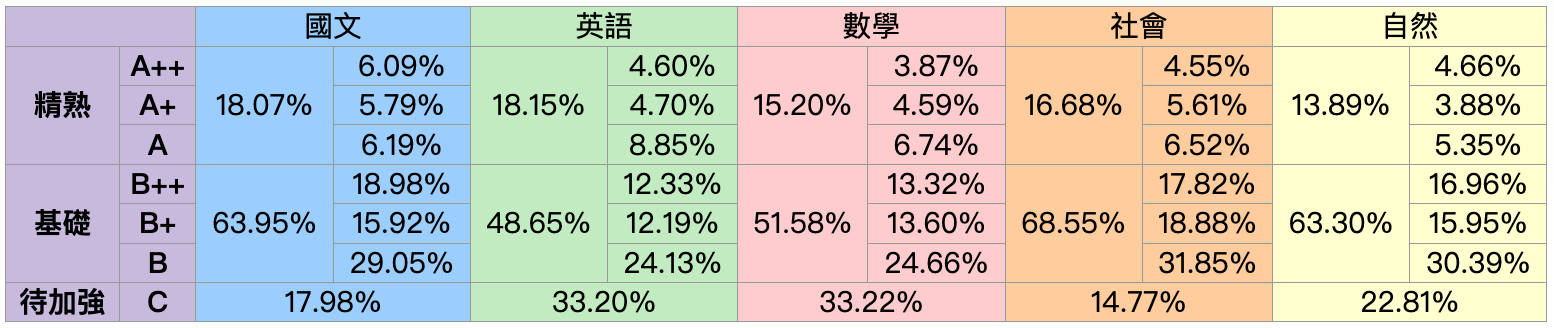 國文 英語 數學 社會 自然
A++ 6.09% 4.60% 3.87% 4.55% 4.66%
精熟 A+ 18.07% 5.79% 18.15% 4.70% 15.20% 4.59% 16.68% 5.61% 13.89% 3.88%
A 6.19% 8.85% 6.74% 6.52% 5.35%
B++ 18.98% 12.33% 13.32% 17.82% 16.96%
基礎 B+ 63.95% 15.92% 48.65% 12.19% 51.58% 13.60% 68.55% 18.88% 63.30% 15.95%
B 29.05% 24.13% 24.66% 31.85% 30.39%
待加強 C 17.98% 33.20% 33.22% 14.77% 22.81%